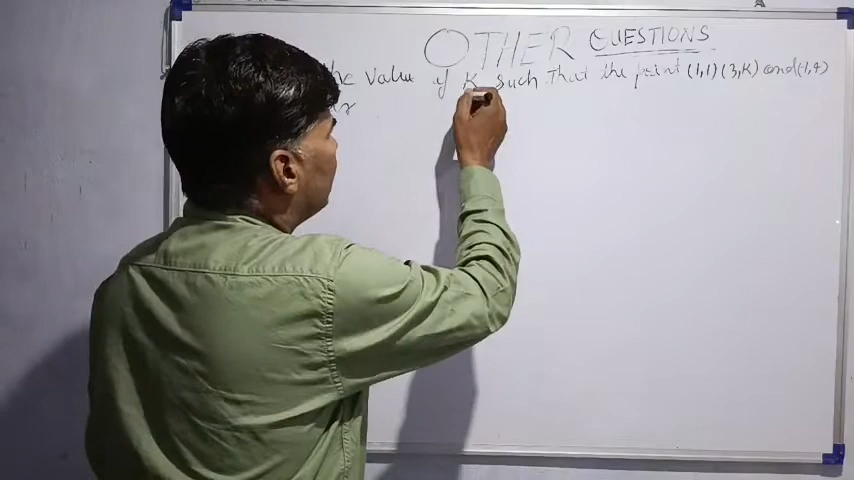 OTHER QUESTIONS
the value of K such that the point (1,1) (3,K) and (1,4)